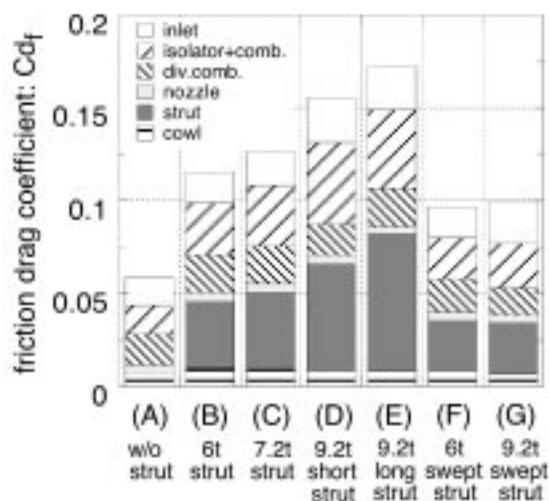 friction drag coefficient: Cd_f
0.2
0.15
0.1
0.05
0
inlet
isolator+comb.
div.comb.
nozzle
strut
cowl
(A) (B) (C) (D) (E) (F) (G)
w/o 6t 7.2t 9.2t 9.2t 6t 9.2t
strut strut strut short long swept swept
strut strut strut strut